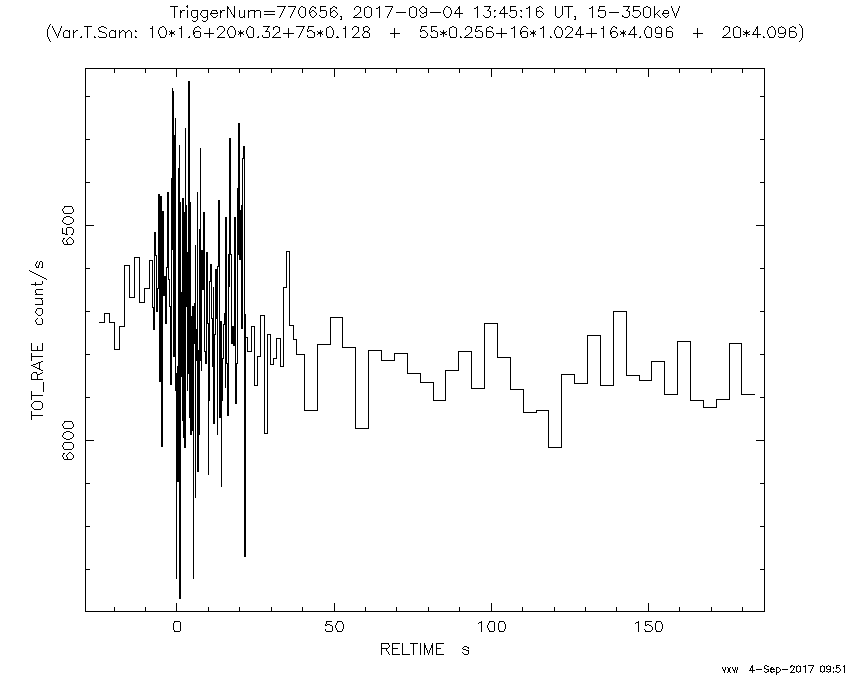 TriggerNum=770656, 2017-09-04 13:45:16 UT, 15-350keV
(Var.T.Sam: 10*1.6+20*0.32+75*0.128 + 55*0.256+16*1.024+16*4.096 + 20*4.096)
TOT_RATE count/s
6500
6000
0 50 100 150
RELTIME s
vxw 4-Sep-2017 09:51